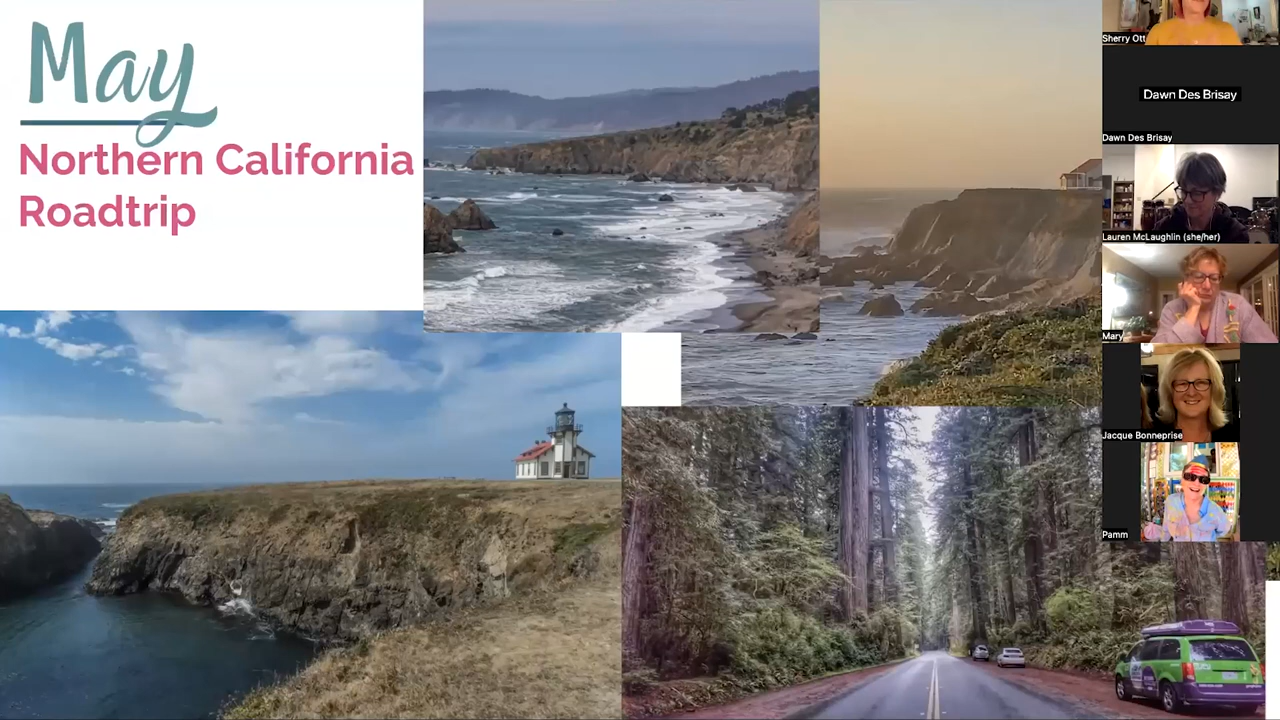 May
Northern California
Roadtrip
Sherry Ott
Dawn Des Brisay
Dawn Des Brisay
Lauren McLaughlin (she/her)
Mary
Jacque Bonneprise
Pamm